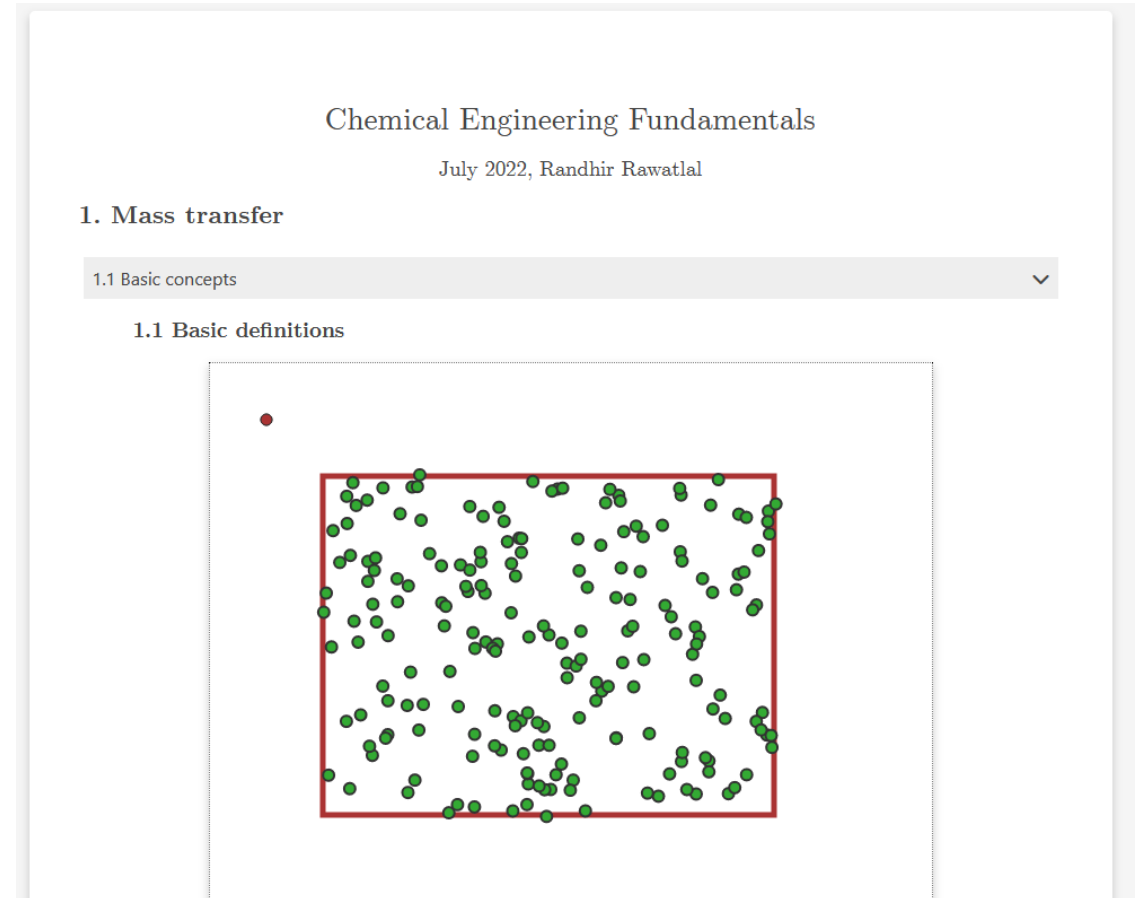 Chemical Engineering Fundamentals
July 2022, Randhir Rawatlal
1. Mass transfer
1.1 Basic concepts
1.1 Basic definitions